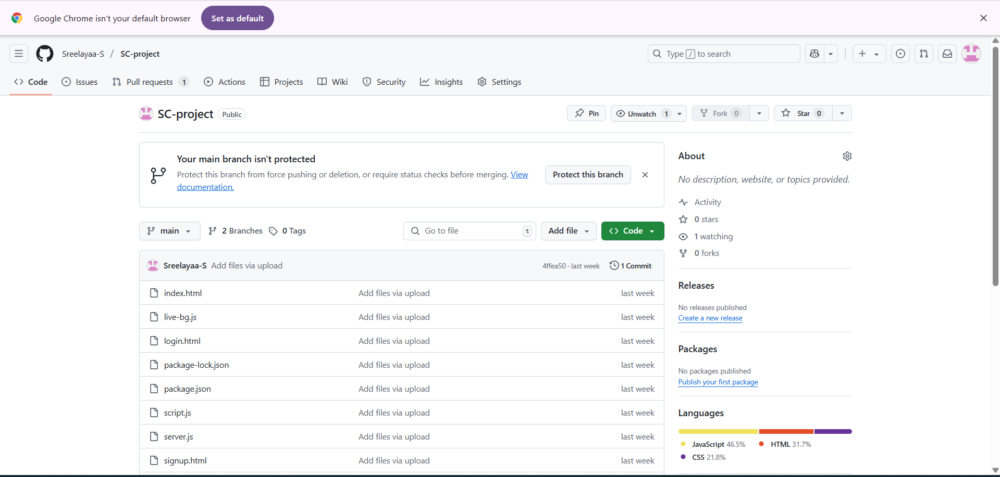 Google Chrome isn't your default browser Set as default
Sreelayaa-S / SC-project Type / to search
Code Issues Pull requests 1 Actions Projects Wiki Security Insights Settings
SC-project Public Pin Unwatch 1 Fork 0 Star 0
Your main branch isn't protected
Protect this branch from force pushing or deletion, or require status checks before merging. View
documentation.
Protect this branch
main 2 Branches 0 Tags Go to file t Add file Code
Sreelayaa-S Add files via upload 4ffea50 · last week 1 Commit
index.html Add files via upload last week
live-bg.js Add files via upload last week
login.html Add files via upload last week
package-lock.json Add files via upload last week
package.json Add files via upload last week
script.js Add files via upload last week
server.js Add files via upload last week
signup.html Add files via upload last week
About
No description, website, or topics provided.
Activity
0 stars
1 watching
0 forks
Releases
No releases published
Create a new release
Packages
No packages published
Publish your first package
Languages
JavaScript 46.5% HTML 31.7%
CSS 21.8%